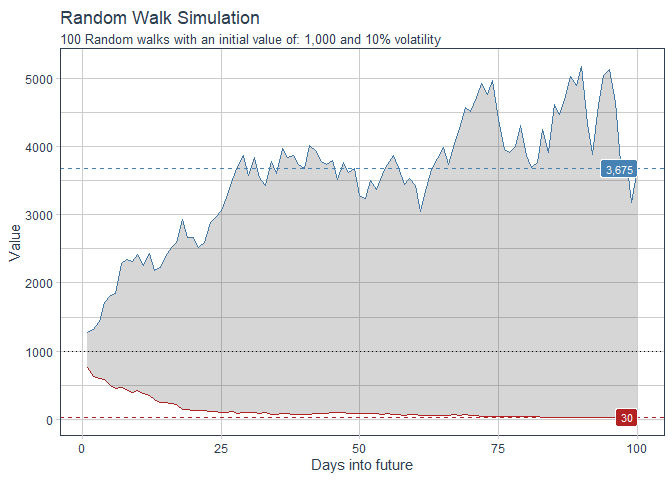 Random Walk Simulation
100 Random walks with an initial value of: 1,000 and 10% volatility
5000
4000
3,675
3000
Value
2000
1000
30
0
0 25 50 75 100
Days into future